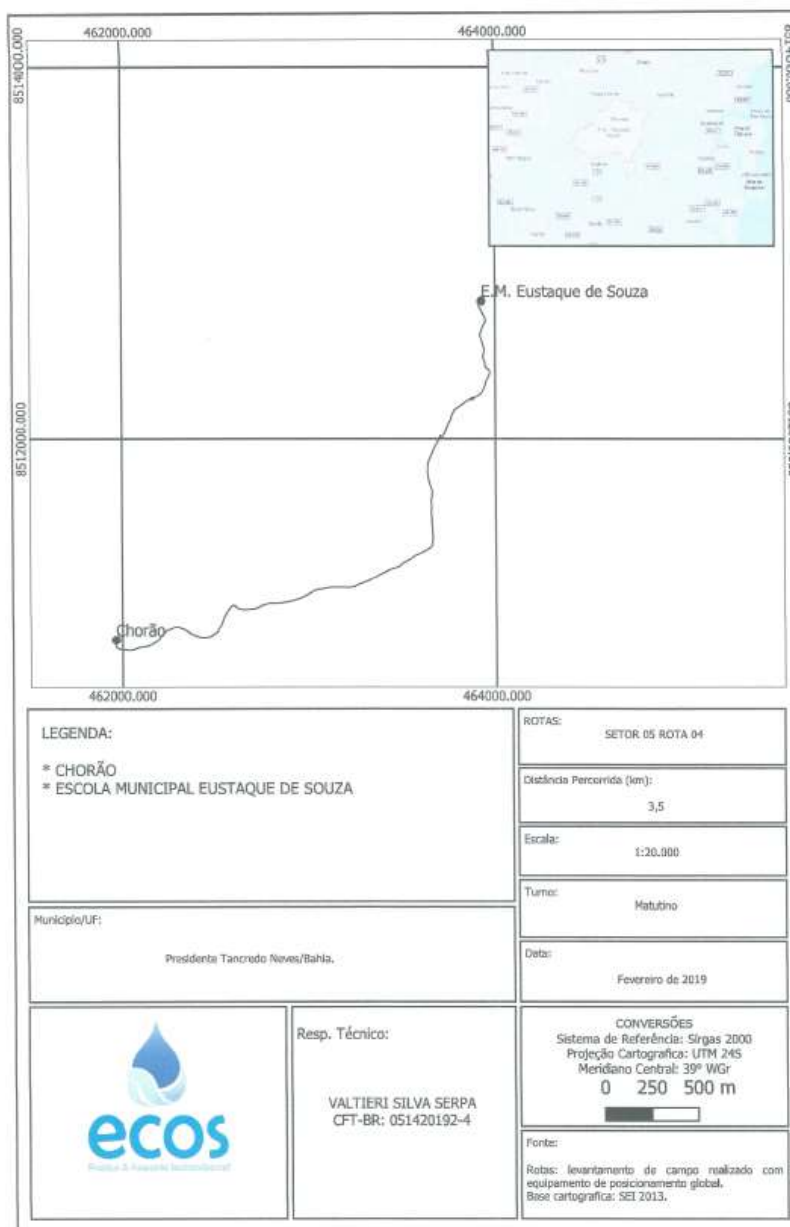 462000.000
464000.000
8514000.000
E.M. Eustaque de Souza
8512000.000
Chorão
462000.000
464000.000
LEGENDA:
* CHORÃO
* ESCOLA MUNICIPAL EUSTAQUE DE SOUZA
ROTAS:
SETOR 05 ROTA 04
Distância Percorrida (km):
3,5
Escala:
1:20.000
Turno:
Matutino
Município/UF:
Presidente Tancredo Neves/Bahia.
Data:
Fevereiro de 2019
ecos
Resp. Técnico:
VALTIERI SILVA SERPA
CFT-BR: 051420192-4
CONVERSÕES
Sistema de Referência: Sirgas 2000
Projeção Cartografica: UTM 24S
Meridiano Central: 39° WGr
0 250 500 m
Fonte:
Rotas: levantamento de campo realizado com
equipamento de posicionamento global.
Base cartografica: SEI 2013.